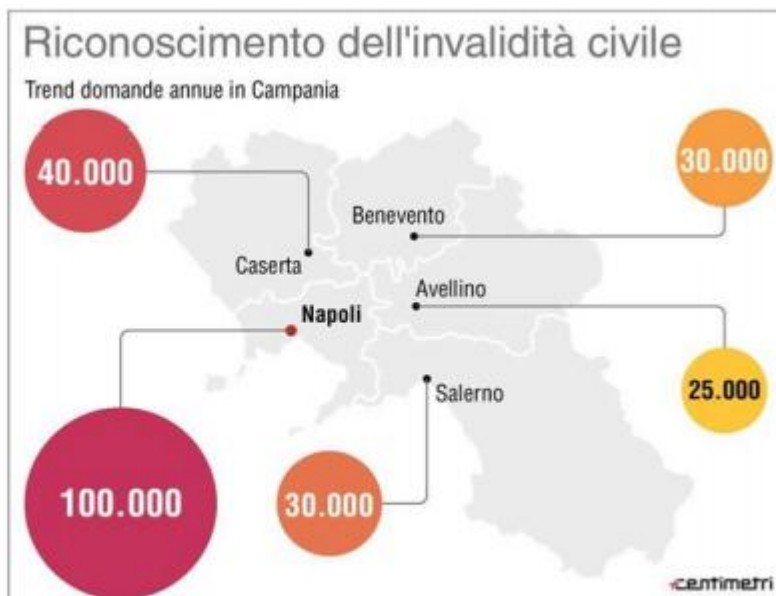 Riconoscimento dell'invalidità civile
Trend domande annue in Campania
40.000
30.000
Benevento
Caserta
Avellino
Napoli
25.000
Salerno
100.000
30.000
centimetri